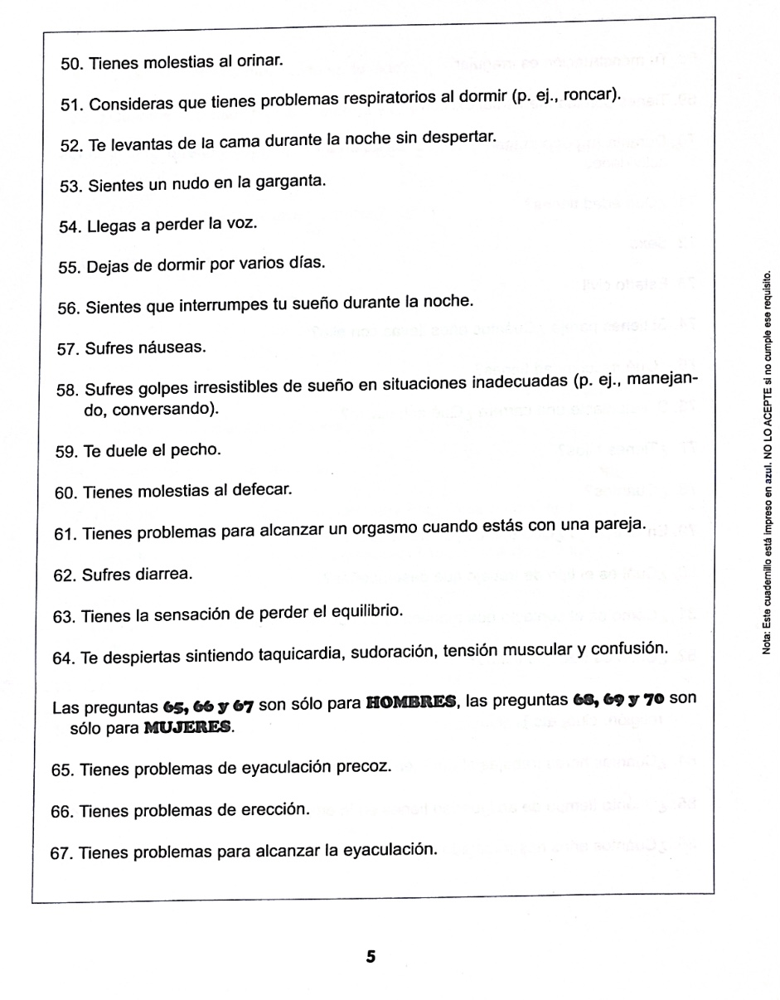 50. Tienes molestias al orinar.
51. Consideras que tienes problemas respiratorios al dormir (p. ej., roncar).
52. Te levantas de la cama durante la noche sin despertar.
53. Sientes un nudo en la garganta.
54. Llegas a perder la voz.
55. Dejas de dormir por varios días.
56. Sientes que interrumpes tu sueño durante la noche.
57. Sufres náuseas.
58. Sufres golpes irresistibles de sueño en situaciones inadecuadas (p. ej., manejan-
do, conversando).
59. Te duele el pecho.
60. Tienes molestias al defecar.
61. Tienes problemas para alcanzar un orgasmo cuando estás con una pareja.
62. Sufres diarrea.
63. Tienes la sensación de perder el equilibrio.
64. Te despiertas sintiendo taquicardia, sudoración, tensión muscular y confusión.
Las preguntas 65, 66 y 67 son sólo para HOMBRES, las preguntas 68, 69 y 70 son
sólo para MUJERES.
65. Tienes problemas de eyaculación precoz.
66. Tienes problemas de erección.
67. Tienes problemas para alcanzar la eyaculación.
5
Nota: Este cuadernillo está impreso en azul. NO LO ACEPTE si no cumple ese requisito.